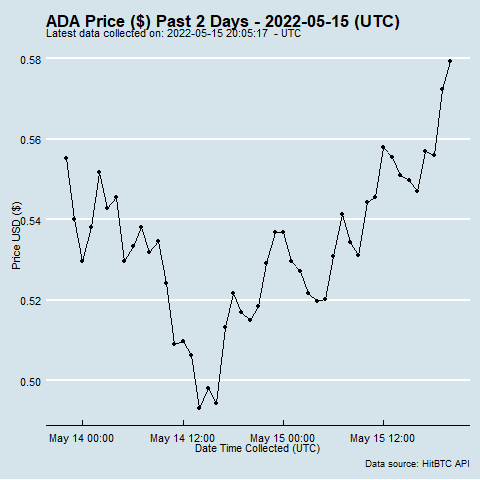 ADA Price ($) Past 2 Days - 2022-05-15 (UTC)
Latest data collected on: 2022-05-15 20:05:17 - UTC
0.58
0.56
0.54
0.52
0.50
Price USD ($)
May 14 00:00 May 14 12:00 May 15 00:00 May 15 12:00
Date Time Collected (UTC)
Data source: HitBTC API